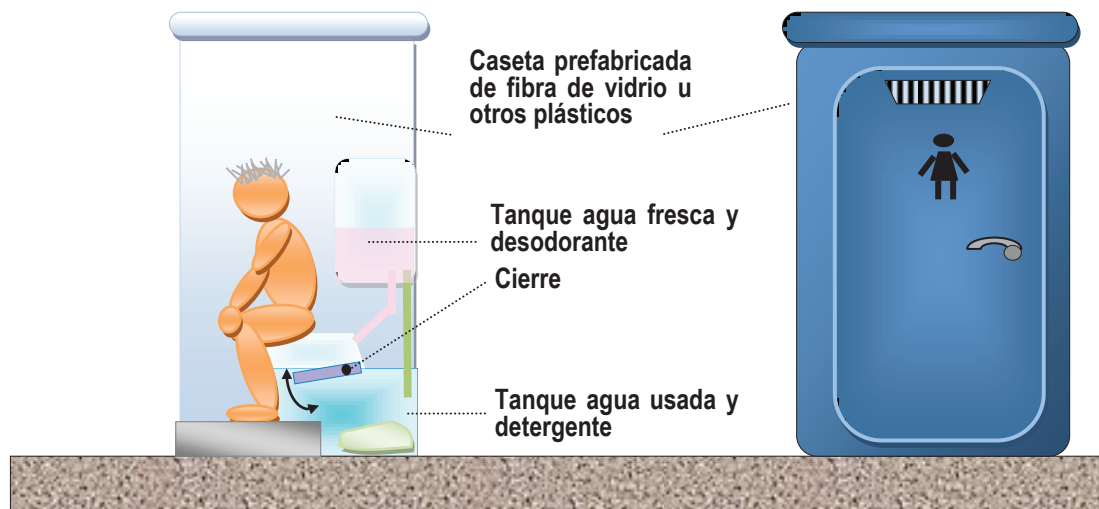 Caseta prefabricada
de fibra de vidrio u
otros plásticos
Tanque agua fresca y
desodorante
Cierre
Tanque agua usada y
detergente